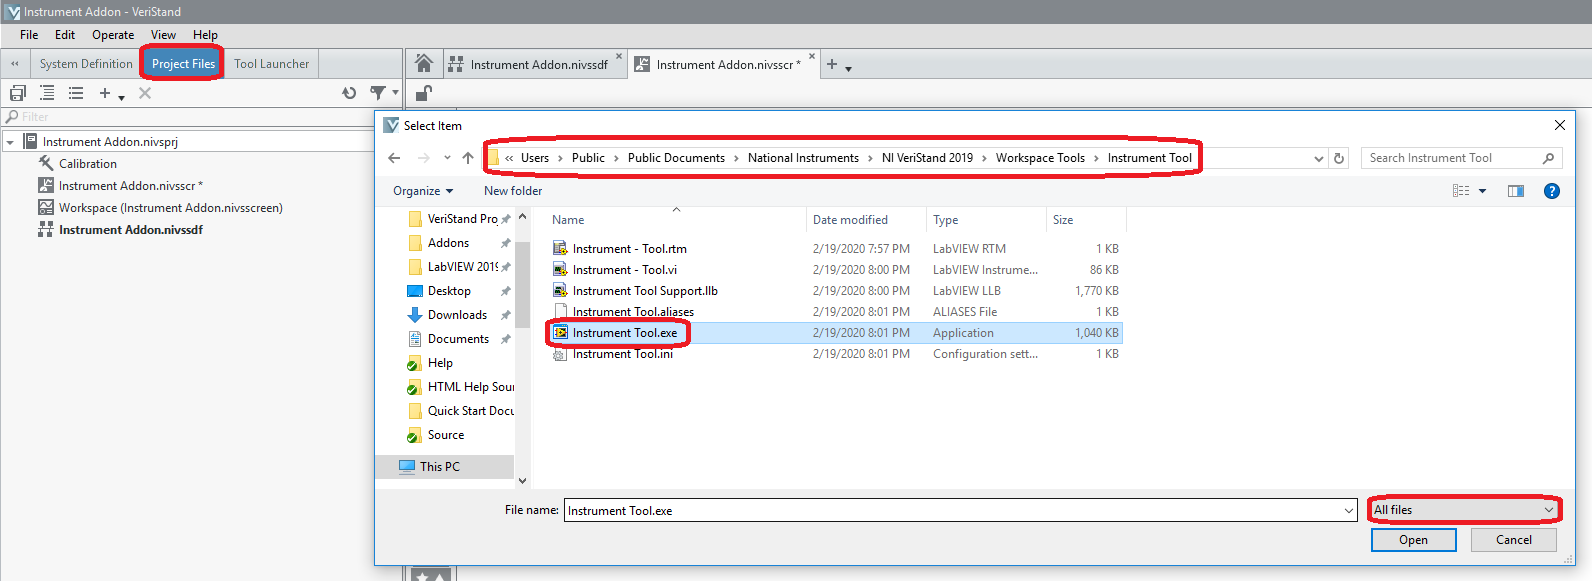 Instrument Addon - VeriStand
File Edit Operate View Help
System Definition Project Files Tool Launcher
Instrument Addon.nivssdf
Instrument Addon.nivsscr *
Filter
Instrument Addon.nivsprj
Calibration
Instrument Addon.nivsscr *
Workspace (Instrument Addon.nivsscreen)
Instrument Addon.nivssdf
Select Item
« Users > Public > Public Documents > National Instruments > NI VeriStand 2019 > Workspace Tools > Instrument Tool
Search Instrument Tool
Organize New folder
VeriStand Pro
Addons
LabVIEW 2019
Desktop
Downloads
Documents
Help
HTML Help Sour
Quick Start Docu
Source
This PC
Name Date modified Type Size
Instrument - Tool.rtm 2/19/2020 7:57 PM LabVIEW RTM 1 KB
Instrument - Tool.vi 2/19/2020 8:00 PM LabVIEW Instrume... 86 KB
Instrument Tool Support.llb 2/19/2020 8:00 PM LabVIEW LLB 1,770 KB
Instrument Tool.aliases 2/19/2020 8:01 PM ALIASES File 1 KB
Instrument Tool.exe 2/19/2020 8:01 PM Application 1,040 KB
Instrument Tool.ini 2/19/2020 8:01 PM Configuration sett... 1 KB
File name: Instrument Tool.exe
All files
Open Cancel